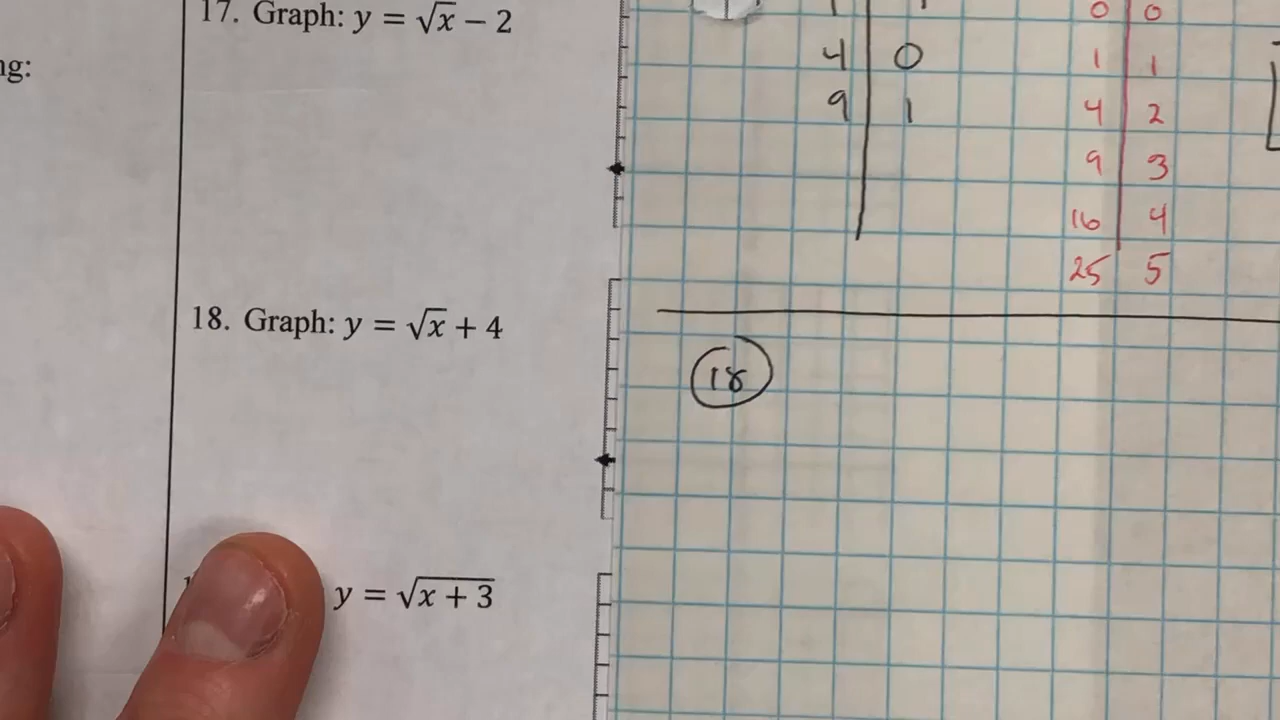 17. Graph: y = √x − 2
ng:
18. Graph: y = √x + 4
y = √(x + 3)
4 0
9 1
0 0
1 1
4 2
9 3
16 4
25 5
18